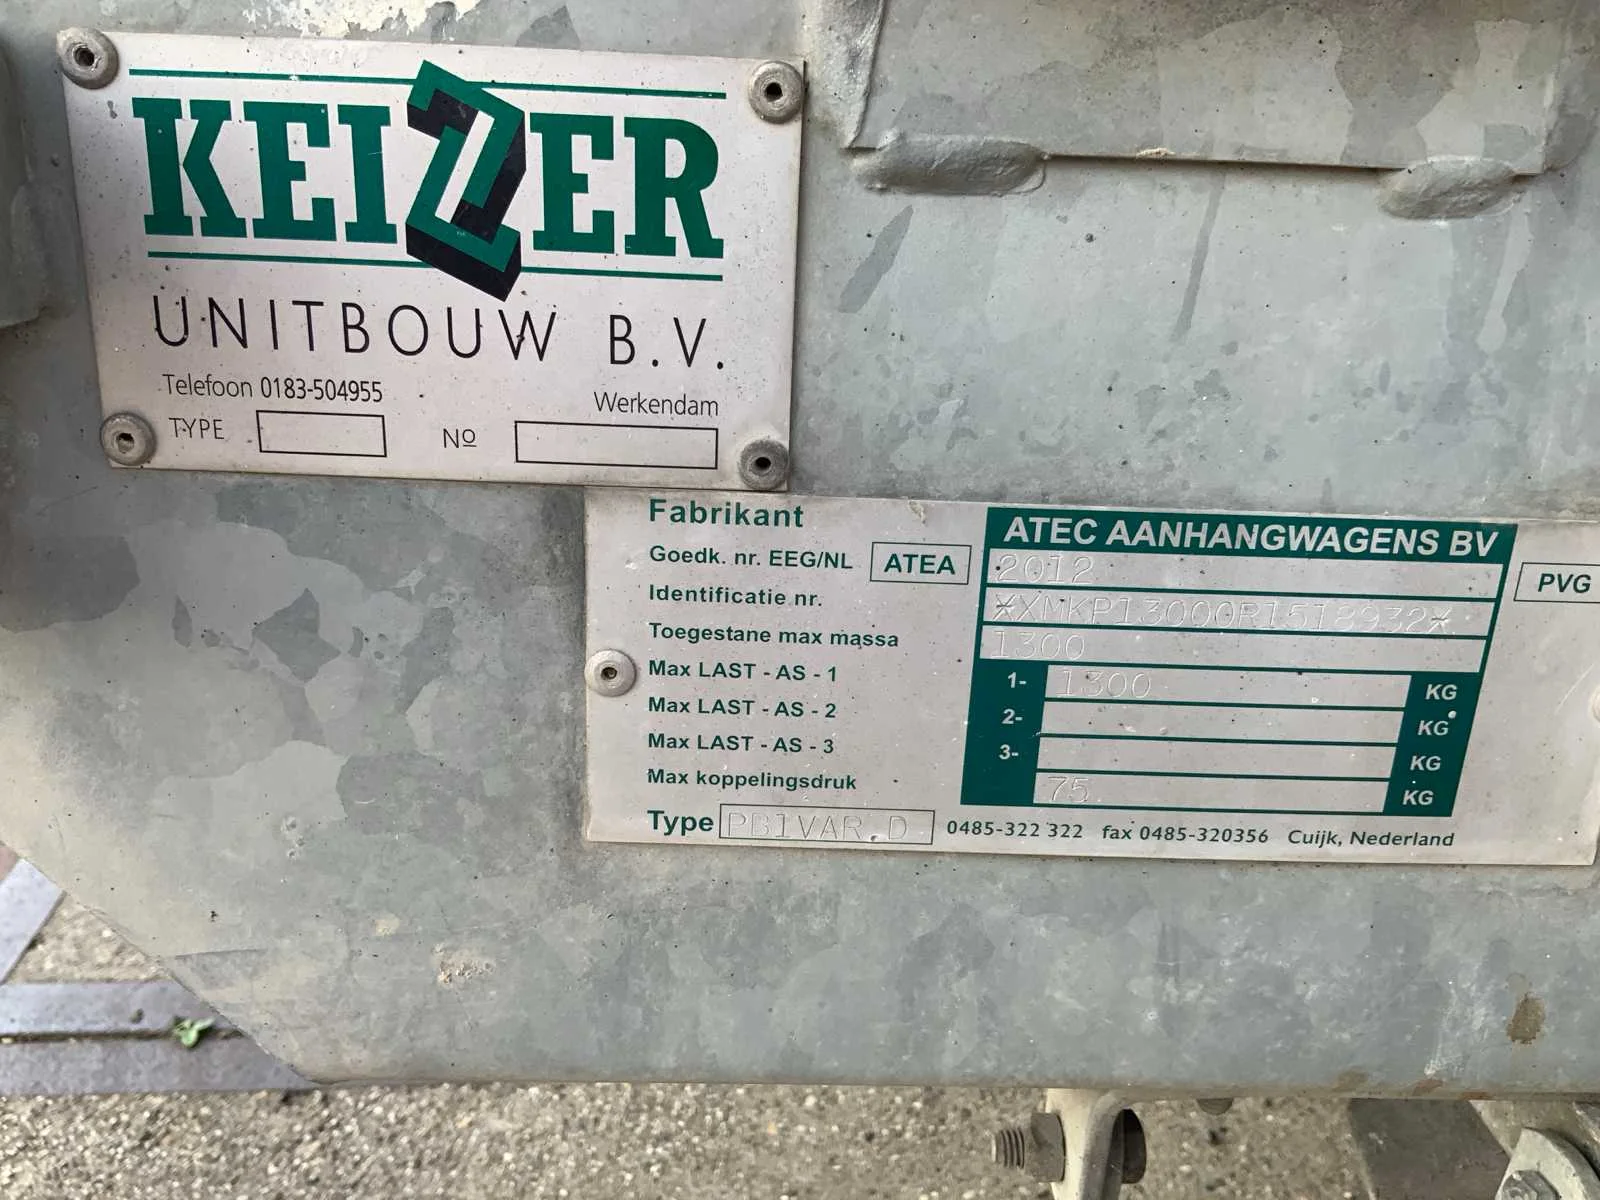 KEIZER
UNITBOUW B.V.
Telefoon 0183-504955
Werkendam
TYPE Nº
Fabrikant ATEC AANHANGWAGENS BV
Goedk. nr. EEG/NL ATEA 2012 PVG
Identificatie nr. *XMKP13000R1518932*
Toegestane max massa 1300
Max LAST - AS - 1 1- 1300 KG
Max LAST - AS - 2 2- KG
Max LAST - AS - 3 3- KG
Max koppelingsdruk 75 KG
Type PB1VAR.D 0485-322 322 fax 0485-320356 Cuijk, Nederland